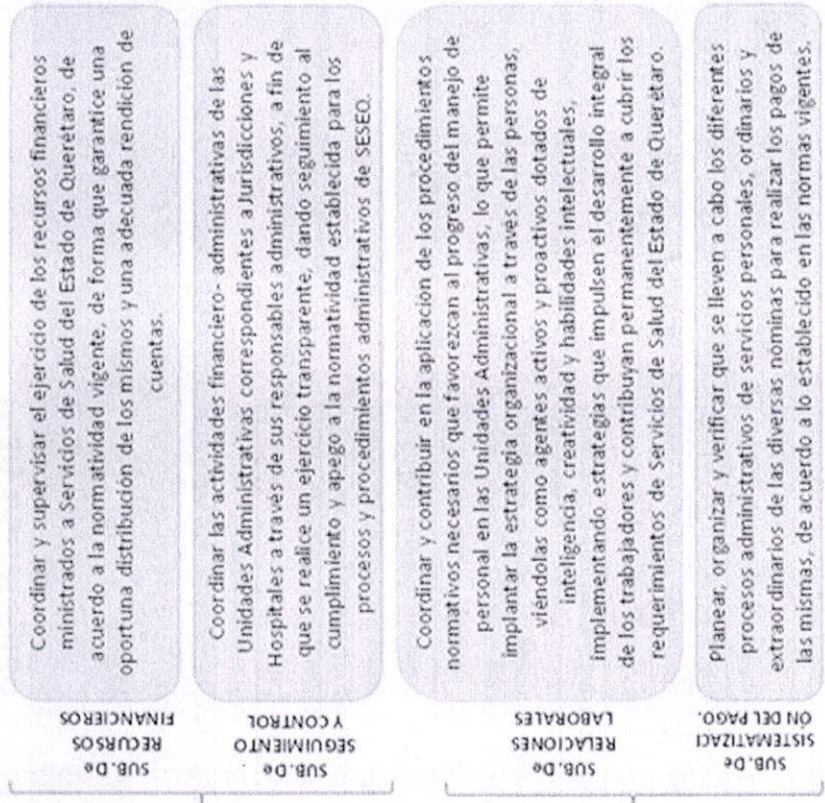 SUB. De
RECURSOS
FINANCIEROS
Coordinar y supervisar el ejercicio de los recursos financieros
ministrados a Servicios de Salud del Estado de Querétaro, de
acuerdo a la normatividad vigente, de forma que garantice una
oportuna distribución de los mismos y una adecuada rendición de
cuentas.
SUB. De
SEGUIMIENTO
Y CONTROL
Coordinar las actividades financiero- administrativas de las
Unidades Administrativas correspondientes a Jurisdicciones y
Hospitales a través de sus responsables administrativos, a fin de
que se realice un ejercicio transparente, dando seguimiento al
cumplimiento y apego a la normatividad establecida para los
procesos y procedimientos administrativos de SESEQ.
SUB. De
RELACIONES
LABORALES
Coordinar y contribuir en la aplicación de los procedimientos
normativos necesarios que favorezcan al progreso del manejo de
personal en las Unidades Administrativas, lo que permite
implantar la estrategia organizacional a través de las personas,
viéndolas como agentes activos y proactivos dotados de
inteligencia, creatividad y habilidades intelectuales,
implementando estrategias que impulsen el desarrollo integral
de los trabajadores y contribuyan permanentemente a cubrir los
requerimientos de Servicios de Salud del Estado de Querétaro.
SUB. De
SISTEMATIZACI
ÓN DEL PAGO.
Planear, organizar y verificar que se lleven a cabo los diferentes
procesos administrativos de servicios personales, ordinarios y
extraordinarios de las diversas nóminas para realizar los pagos de
las mismas, de acuerdo a lo establecido en las normas vigentes.